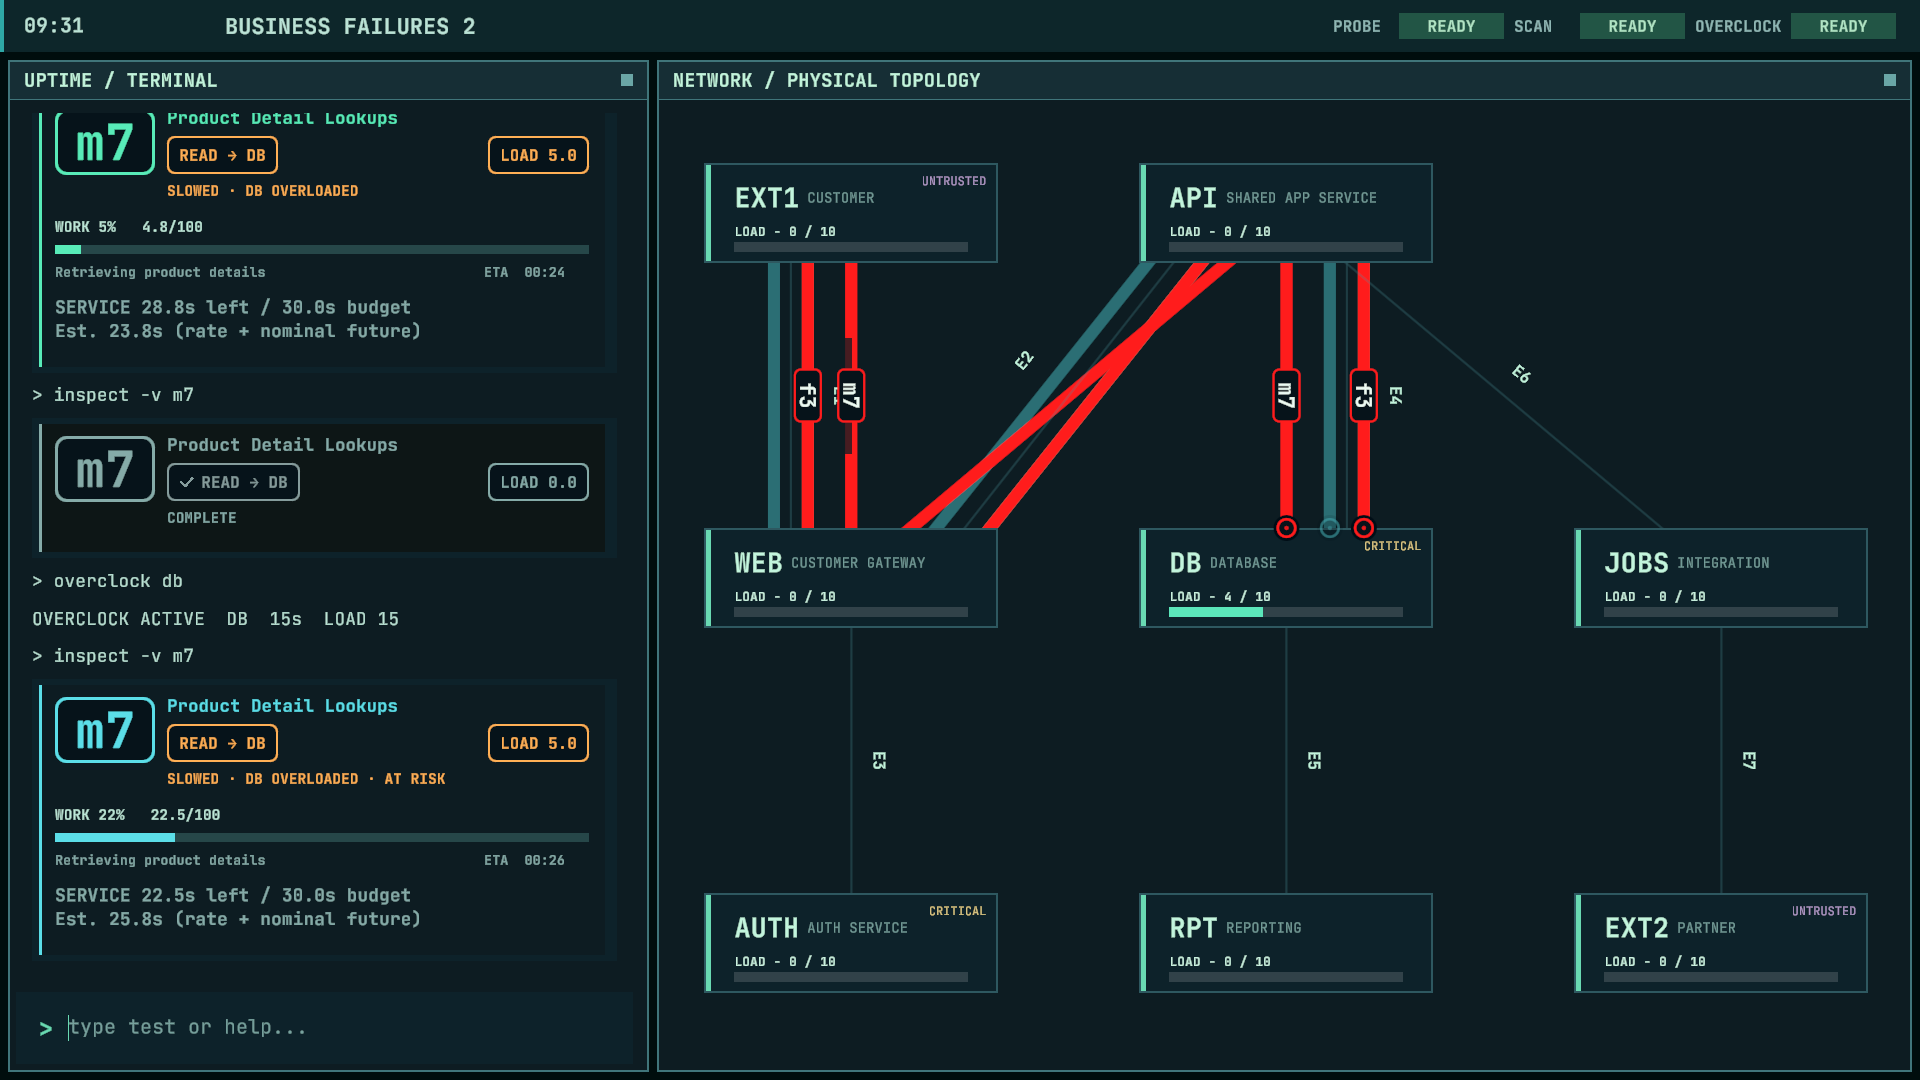 09:31
BUSINESS FAILURES 2
PROBE READY SCAN READY OVERCLOCK READY
UPTIME / TERMINAL
m7
Product Detail Lookups
READ → DB
LOAD 5.0
SLOWED · DB OVERLOADED
WORK 5% 4.8/100
Retrieving product details
ETA 00:24
SERVICE 28.8s left / 30.0s budget
Est. 23.8s (rate + nominal future)
> inspect -v m7
m7
Product Detail Lookups
✓ READ → DB
LOAD 0.0
COMPLETE
> overclock db
OVERCLOCK ACTIVE DB 15s LOAD 15
> inspect -v m7
m7
Product Detail Lookups
READ → DB
LOAD 5.0
SLOWED · DB OVERLOADED · AT RISK
WORK 22% 22.5/100
Retrieving product details
ETA 00:26
SERVICE 22.5s left / 30.0s budget
Est. 25.8s (rate + nominal future)
> type test or help...
NETWORK / PHYSICAL TOPOLOGY
UNTRUSTED
EXT1 CUSTOMER
LOAD - 0 / 10
API SHARED APP SERVICE
LOAD - 0 / 10
f3
m7
E2
m7
f3
E4
E6
WEB CUSTOMER GATEWAY
LOAD - 0 / 10
CRITICAL
DB DATABASE
LOAD - 4 / 10
JOBS INTEGRATION
LOAD - 0 / 10
E3
E5
E7
CRITICAL
AUTH AUTH SERVICE
LOAD - 0 / 10
RPT REPORTING
LOAD - 0 / 10
UNTRUSTED
EXT2 PARTNER
LOAD - 0 / 10